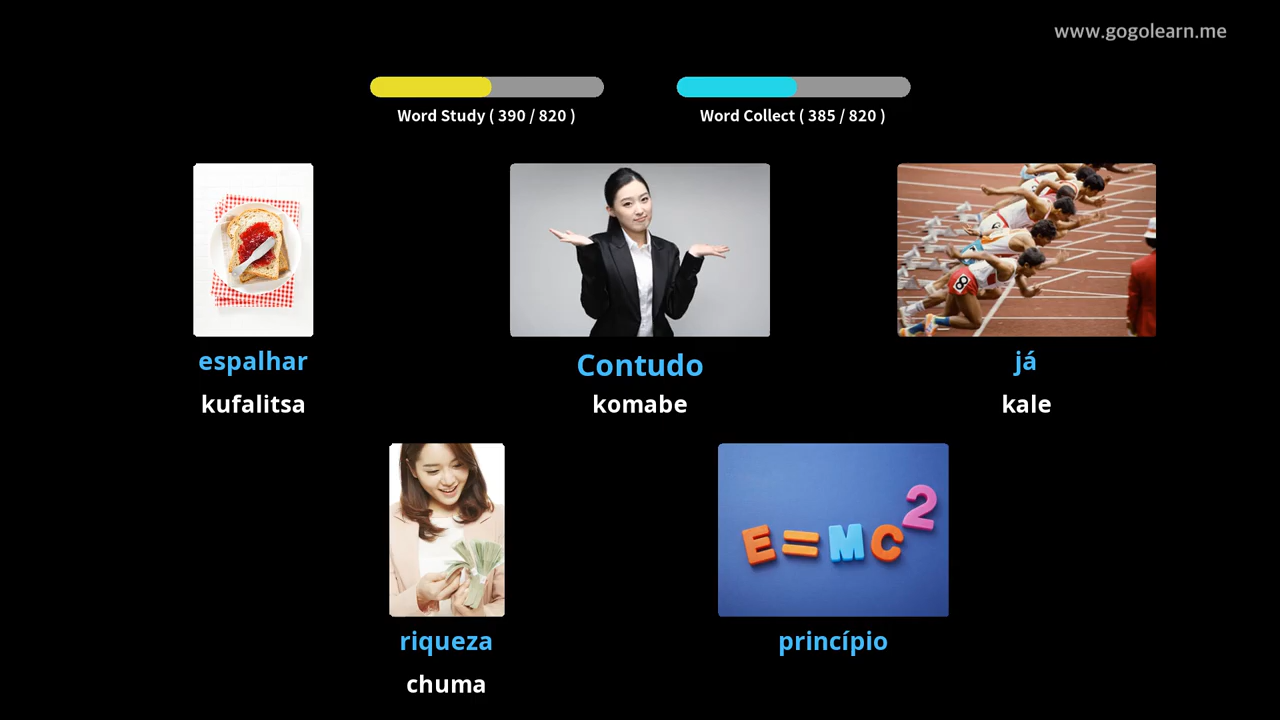 www.gogolearn.me
Word Study ( 390 / 820 )
Word Collect ( 385 / 820 )
espalhar
kufalitsa
Contudo
komabe
já
kale
8
riqueza
chuma
E=MC2
princípio